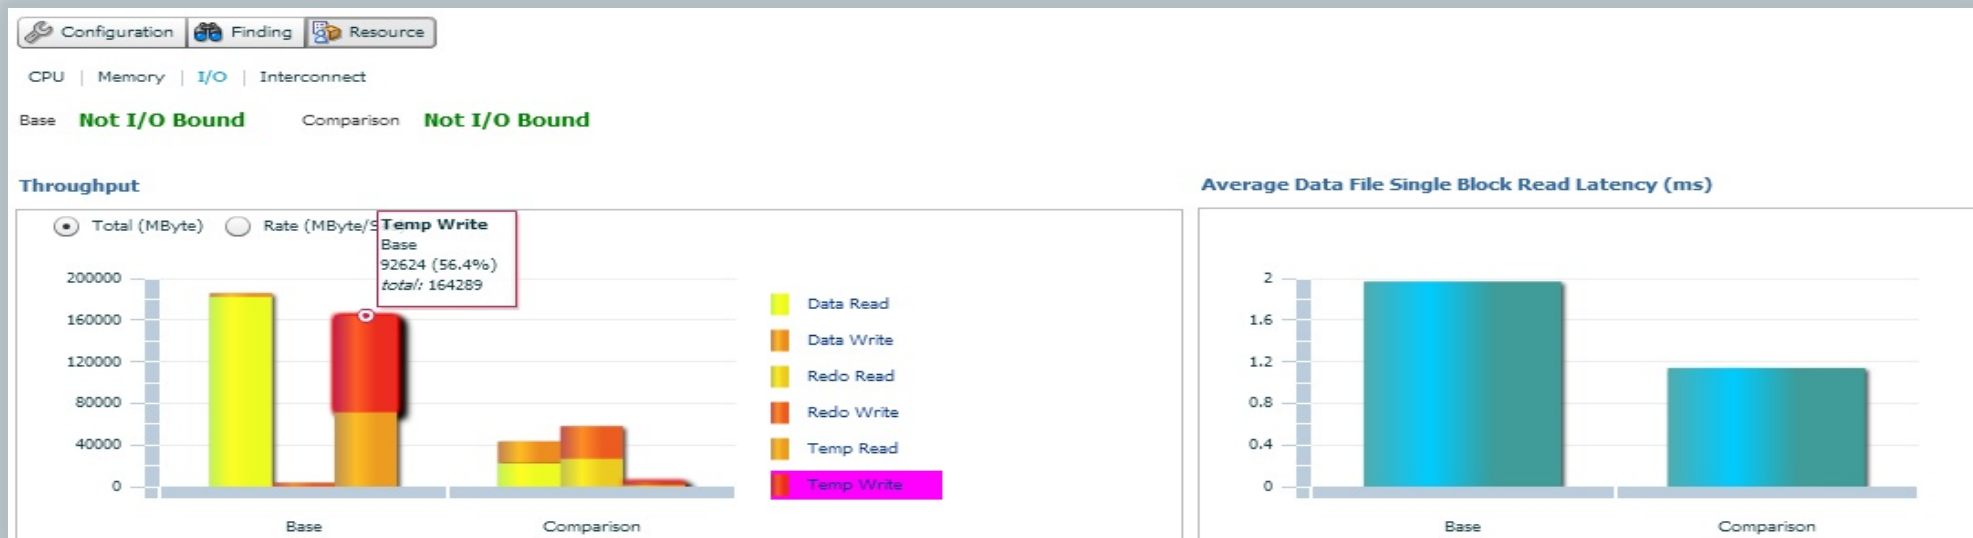 Configuration Finding Resource
CPU | Memory | I/O | Interconnect
Base Not I/O Bound Comparison Not I/O Bound
Throughput
Total (MByte) Rate (MByte/S
Temp Write
Base
92624 (56.4%)
total: 164289
200000
160000
120000
80000
40000
0
Base Comparison
Data Read
Data Write
Redo Read
Redo Write
Temp Read
Temp Write
Average Data File Single Block Read Latency (ms)
2
1.6
1.2
0.8
0.4
0
Base Comparison